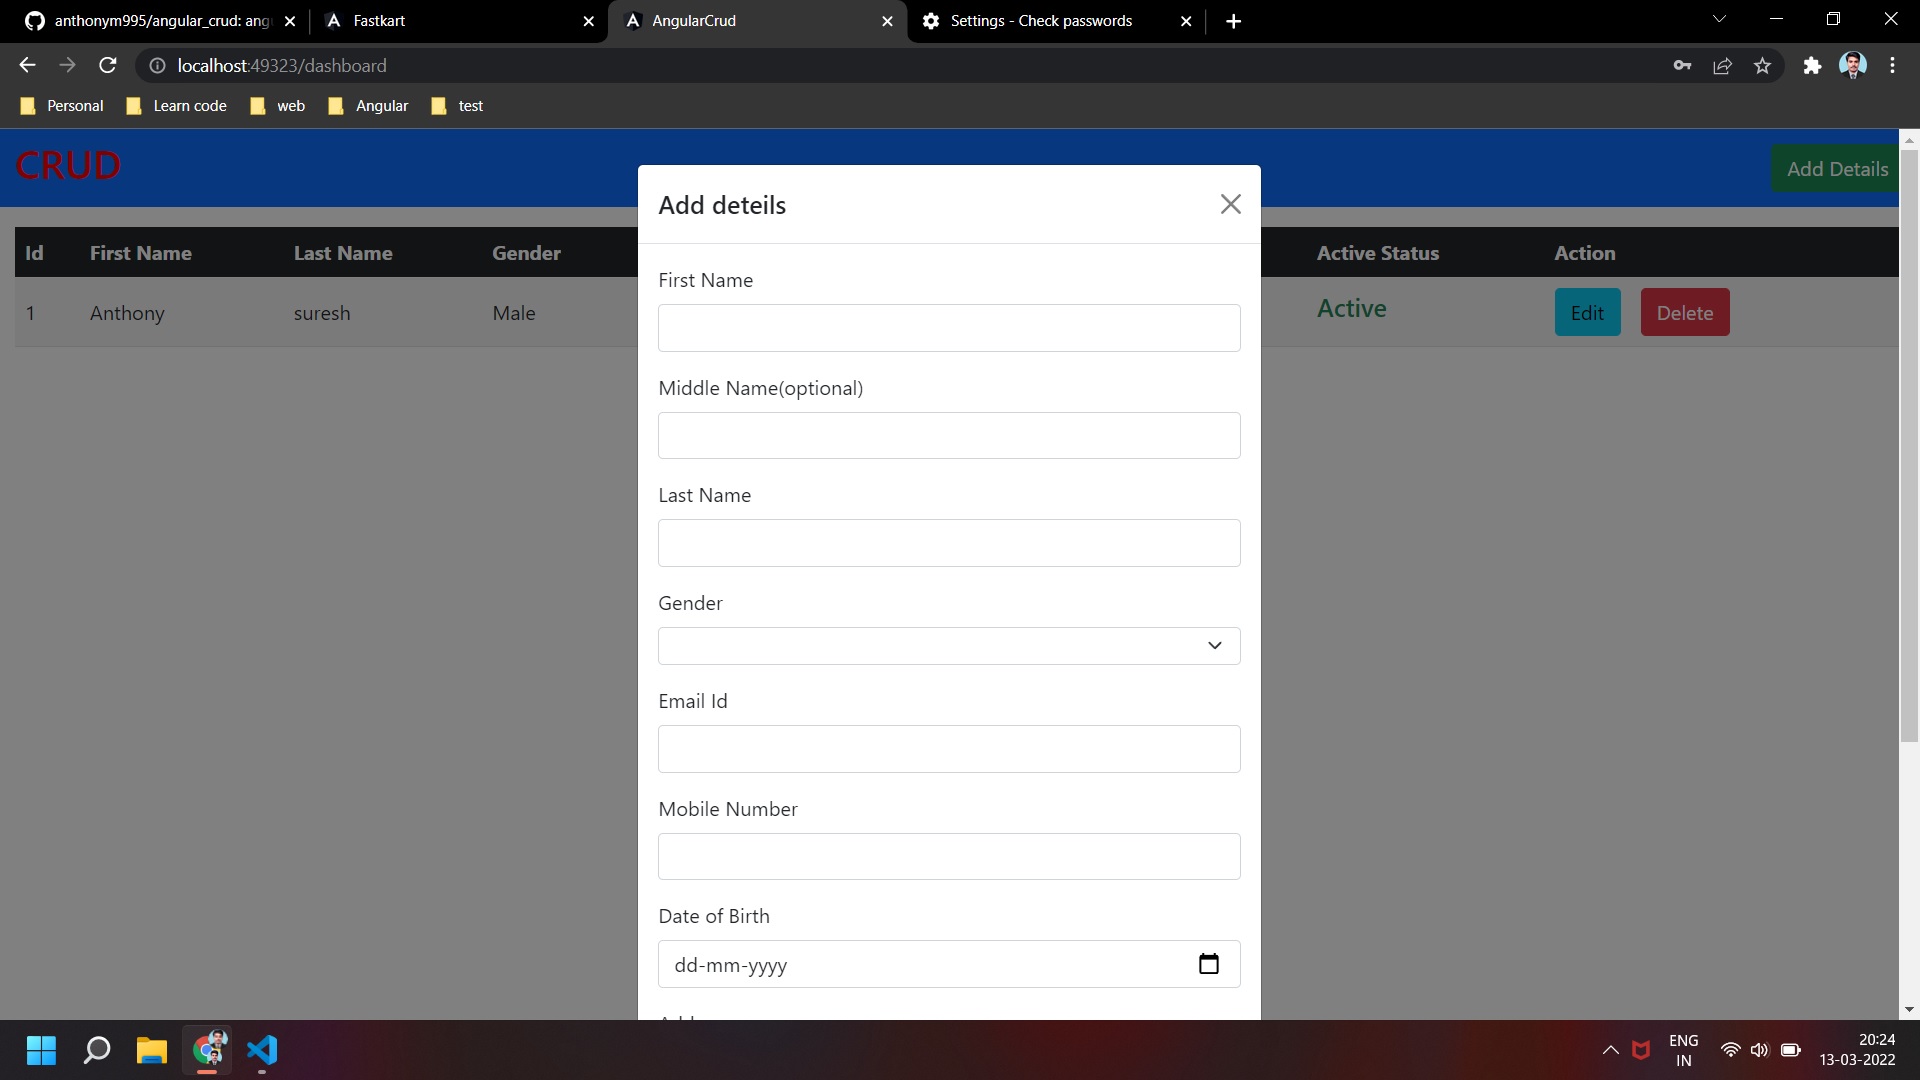 anthonym995/angular_crud: ang
Fastkart
AngularCrud
Settings - Check passwords
localhost:49323/dashboard
Personal
Learn code
web
Angular
test
CRUD
Add Details
Id
First Name
Last Name
Gender
Active Status
Action
1
Anthony
suresh
Male
Active
Edit
Delete
Add deteils
First Name
Middle Name(optional)
Last Name
Gender
Email Id
Mobile Number
Date of Birth
dd-mm-yyyy
ENG
IN
20:24
13-03-2022